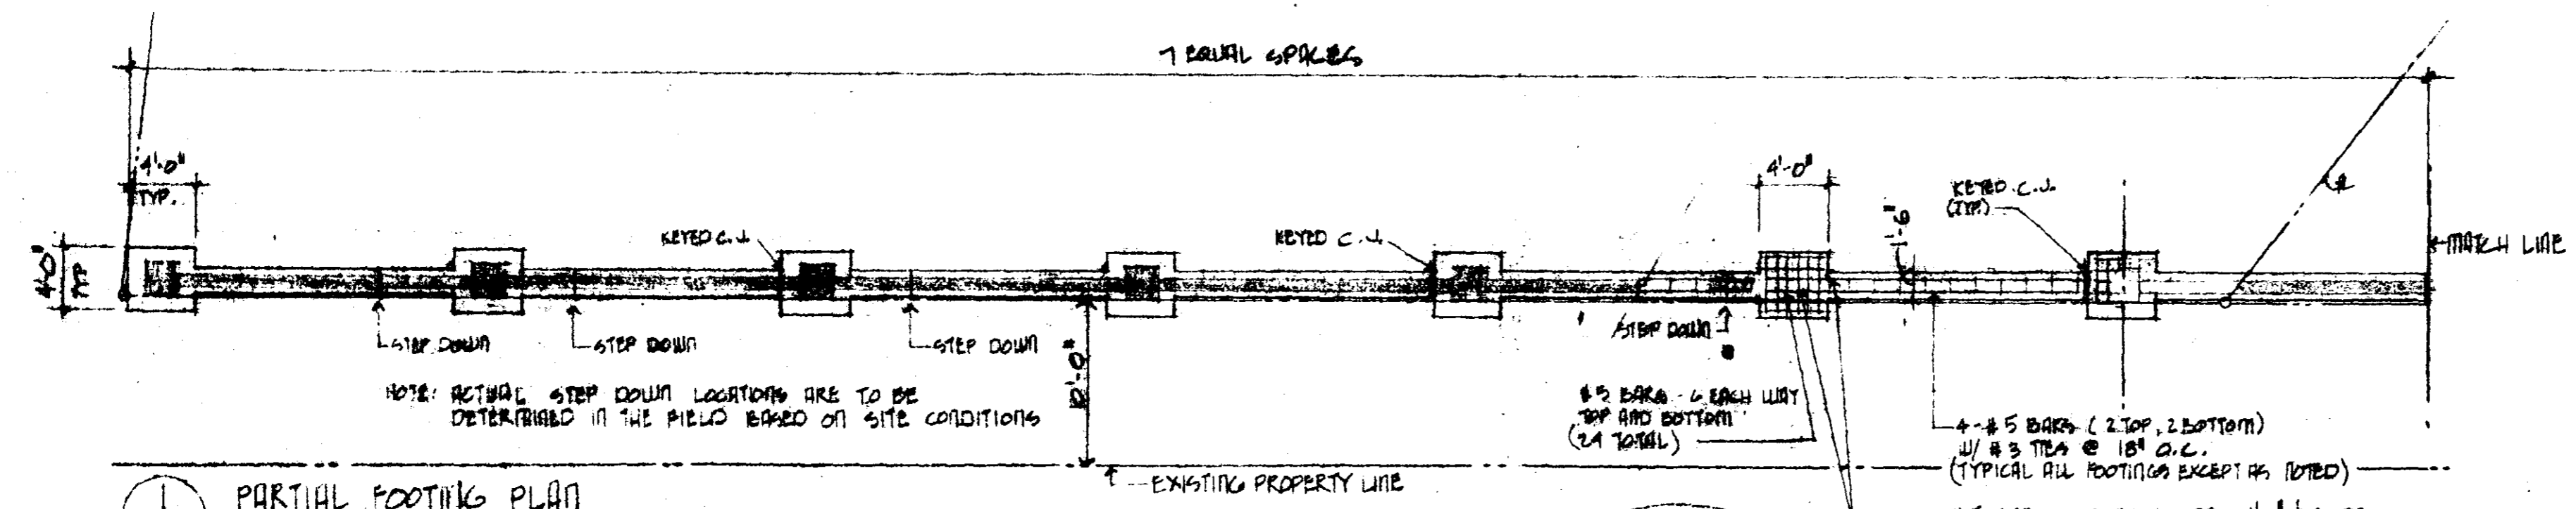 7 EQUAL SPACES
4'-0"
TYP.
4'-0"
TYP
KEYED C.J.
KEYED C.J.
4'-0"
1'-6"
KEYED C.J.
(TYP.)
MATCH LINE
STEP DOWN
STEP DOWN
STEP DOWN
STEP DOWN
NOTE: ACTUAL STEP DOWN LOCATIONS ARE TO BE
DETERMINED IN THE FIELD BASED ON SITE CONDITIONS
#5 BARS - 6 EACH WAY
TOP AND BOTTOM
(24 TOTAL)
4-#5 BARS (2 TOP, 2 BOTTOM)
W/ #3 TIES @ 18" O.C.
(TYPICAL ALL FOOTINGS EXCEPT AS NOTED)
EXISTING PROPERTY LINE
1 PARTIAL FOOTING PLAN